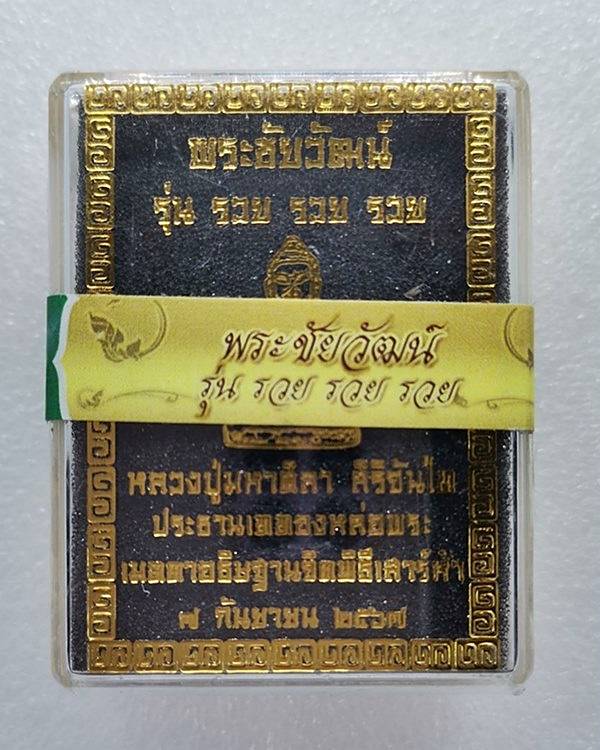 พระชัยวัฒน์
รุ่น รวย รวย รวย
พระชัยวัฒน์
รุ่น รวย รวย รวย
หลวงปู่มหาศิลา สิริจันโท
ประธานเททองหล่อพระ
เมตตาอธิษฐานจิตพิธีเสาร์ห้า
๗ กันยายน ๒๕๖๗